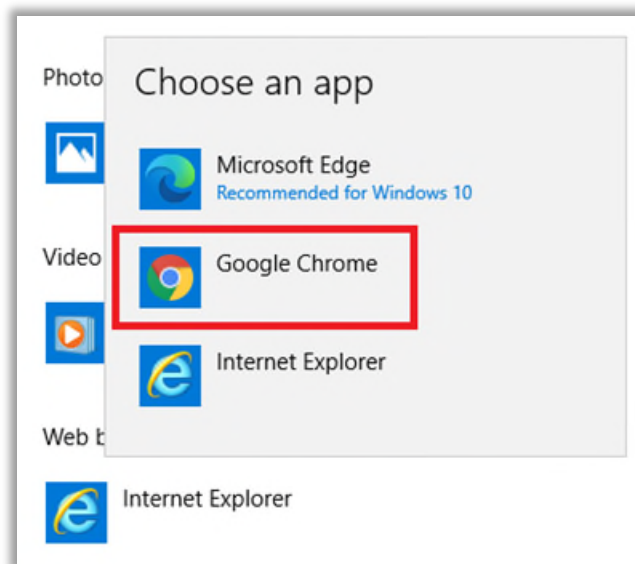 Photo
Choose an app
Microsoft Edge
Recommended for Windows 10
Video
Google Chrome
Internet Explorer
Web b
Internet Explorer